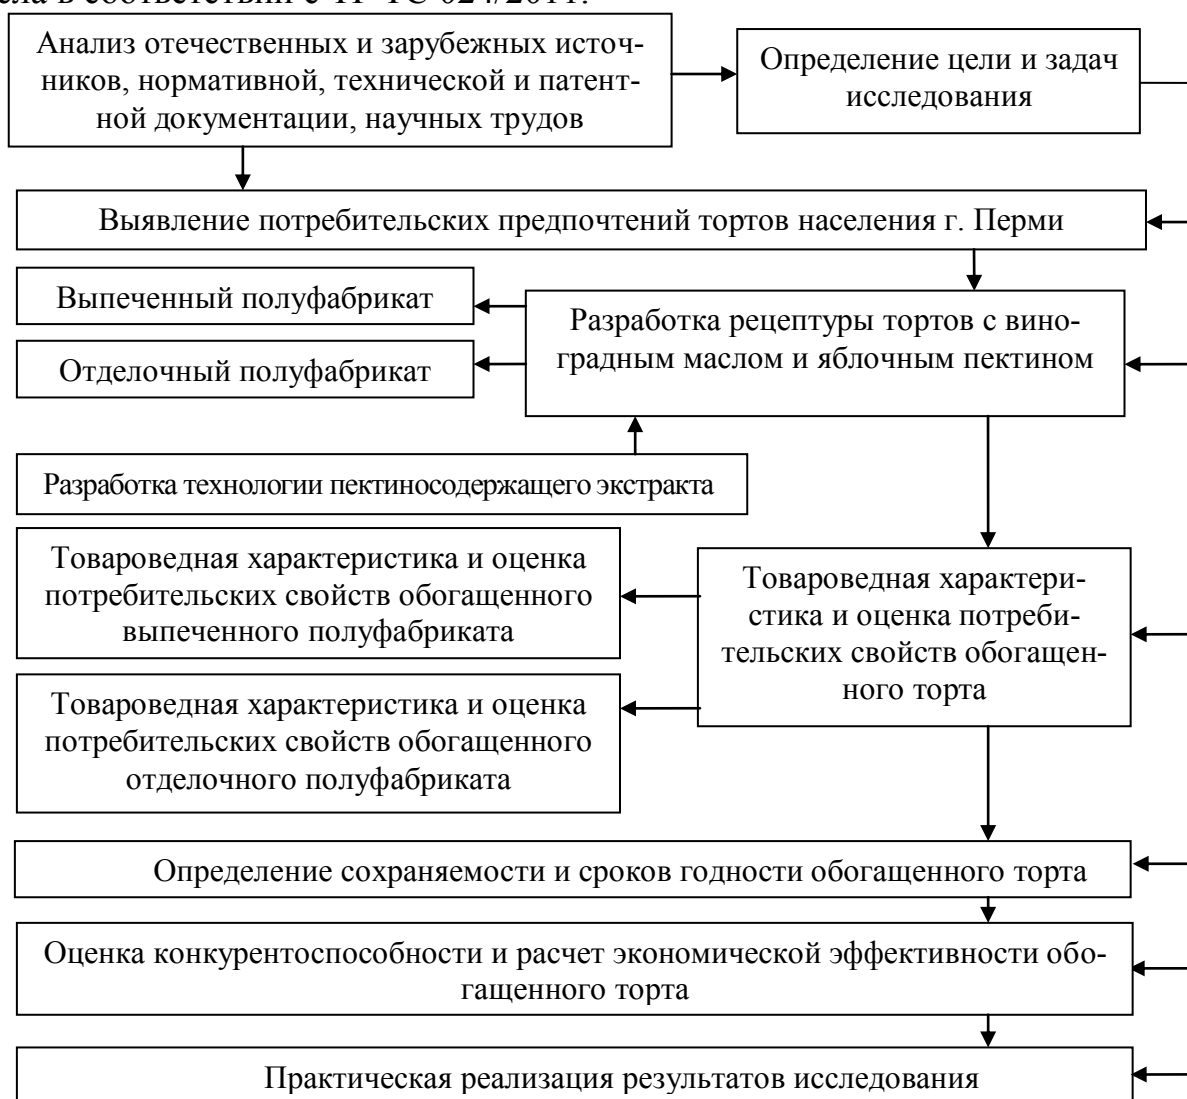 с ТР ТС 024/2011.
Анализ отечественных и зарубежных источ-
ников, нормативной, технической и патент-
ной документации, научных трудов
Определение цели и задач
исследования
Выявление потребительских предпочтений тортов населения г. Перми
Выпеченный полуфабрикат
Отделочный полуфабрикат
Разработка рецептуры тортов с вино-
градным маслом и яблочным пектином
Разработка технологии пектиносодержащего экстракта
Товароведная характеристика и оценка
потребительских свойств обогащенного
выпеченного полуфабриката
Товароведная характеристика и оценка
потребительских свойств обогащенного
отделочного полуфабриката
Товароведная характери-
стика и оценка потреби-
тельских свойств обогащен-
ного торта
Определение сохраняемости и сроков годности обогащенного торта
Оценка конкурентоспособности и расчет экономической эффективности обо-
гащенного торта
Практическая реализация результатов исследования